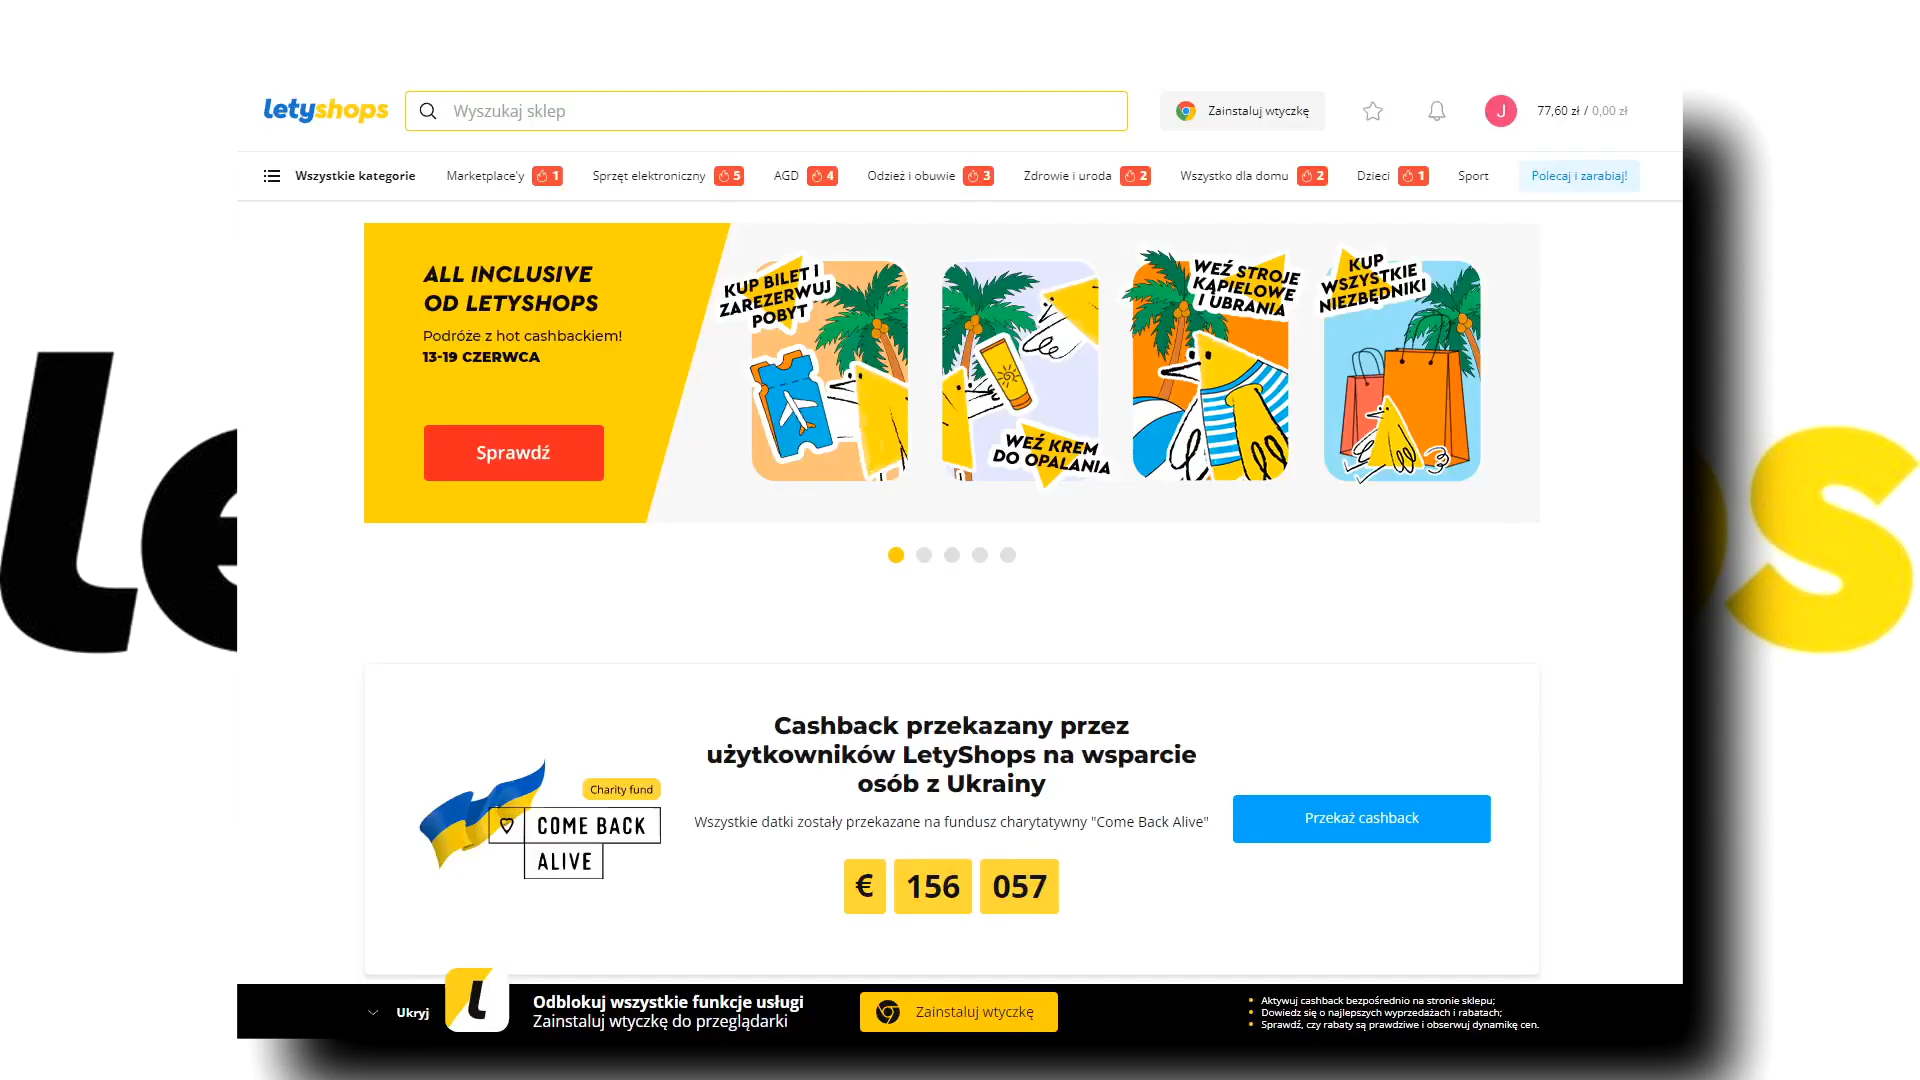 letyshops
Wyszukaj sklep
Zainstaluj wtyczkę
J
77,60 zł / 0,00 zł
Wszystkie kategorie
Marketplace'y 1
Sprzęt elektroniczny 5
AGD 4
Odzież i obuwie 3
Zdrowie i uroda 2
Wszystko dla domu 2
Dzieci 1
Sport
Polecaj i zarabiaj!
ALL INCLUSIVE
OD LETYSHOPS
Podróże z hot cashbackiem!
13-19 CZERWCA
Sprawdź
KUP BILET I
ZAREZERWUJ
POBYT
WEŹ KREM
DO OPALANIA
WEŹ STROJE
KĄPIELOWE
I UBRANIA
KUP
WSZYSTKIE
NIEZBĘDNIKI
Charity fund
COME BACK
ALIVE
Cashback przekazany przez
użytkowników LetyShops na wsparcie
osób z Ukrainy
Wszystkie datki zostały przekazane na fundusz charytatywny "Come Back Alive"
€ 156 057
Przekaż cashback
Ukryj
L
Odblokuj wszystkie funkcje usługi
Zainstaluj wtyczkę do przeglądarki
Zainstaluj wtyczkę
Aktywuj cashback bezpośrednio na stronie sklepu;
Dowiedz się o najlepszych wyprzedażach i rabatach;
Sprawdź, czy rabaty są prawdziwe i obserwuj dynamikę cen.